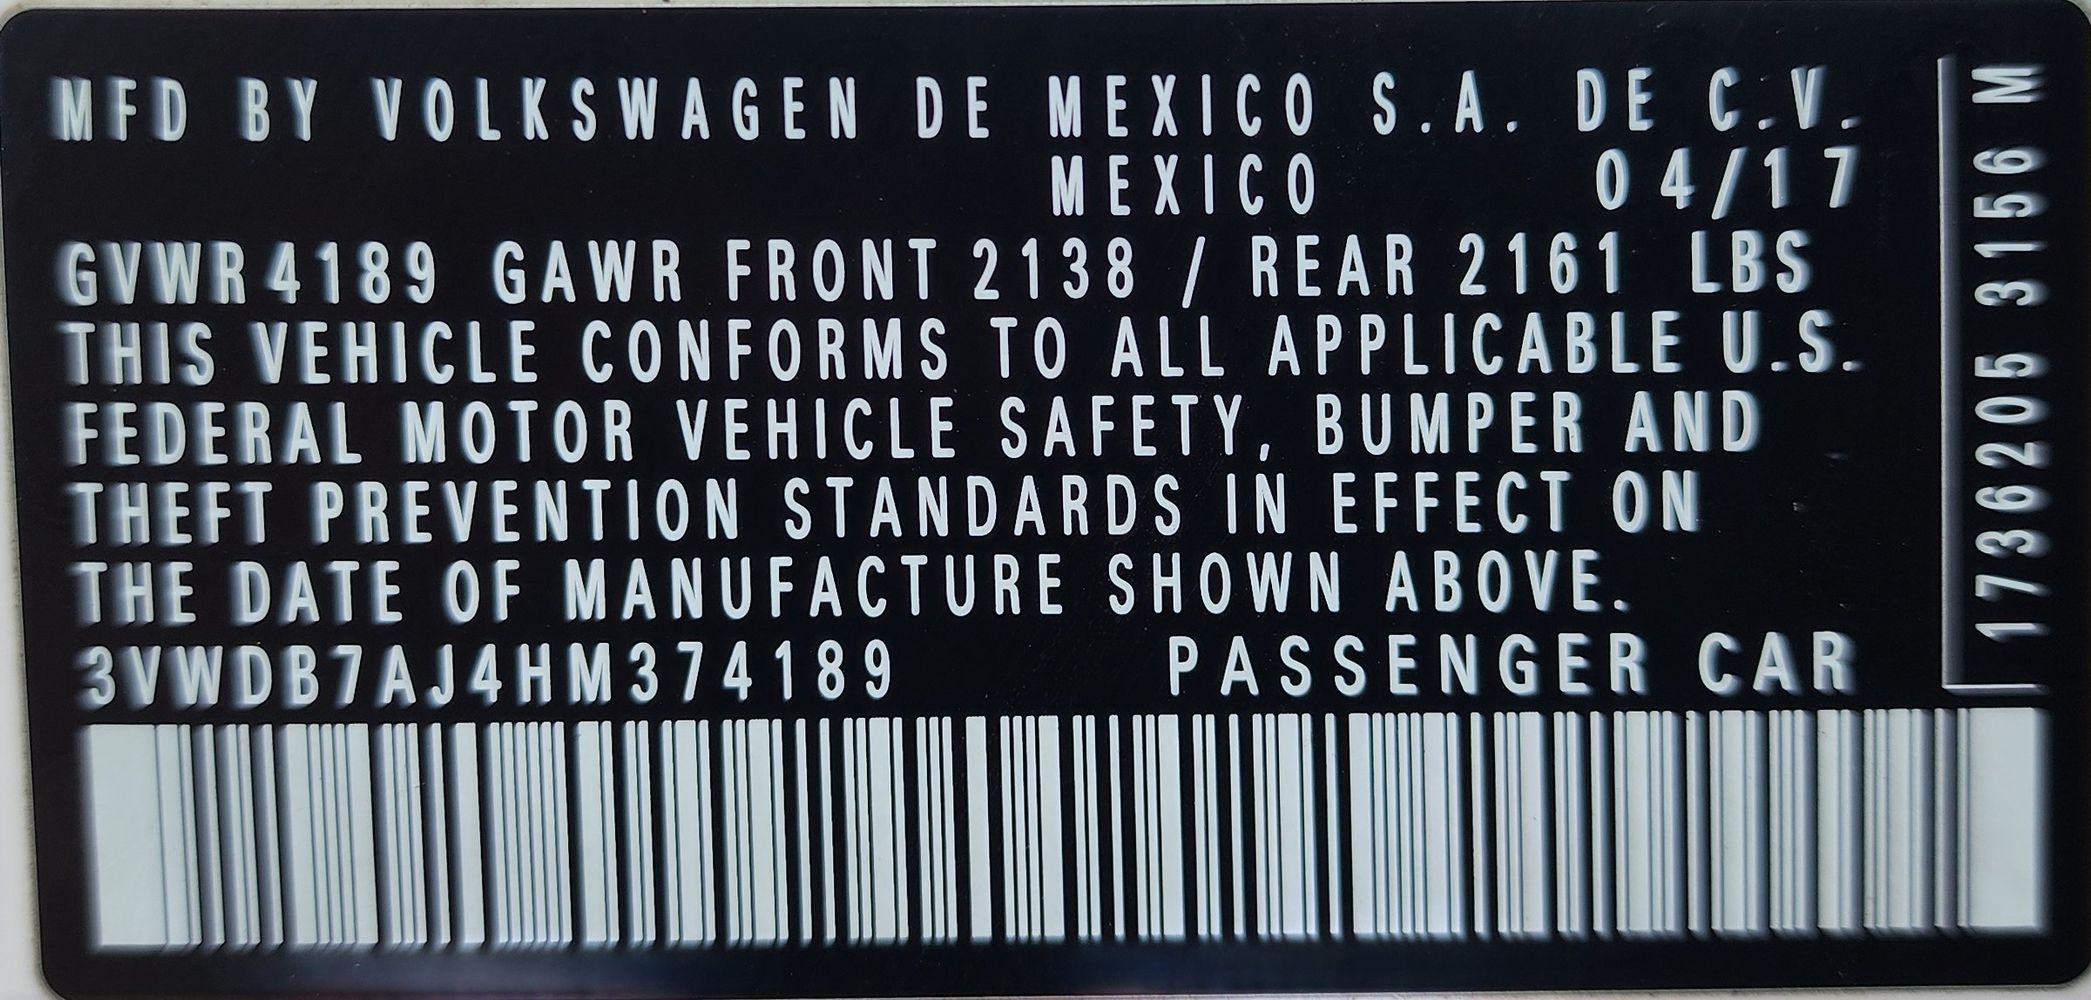 MFD BY VOLKSWAGEN DE MEXICO S.A. DE C.V.
MEXICO 04/17
GVWR4189 GAWR FRONT 2138 / REAR 2161 LBS
THIS VEHICLE CONFORMS TO ALL APPLICABLE U.S.
FEDERAL MOTOR VEHICLE SAFETY, BUMPER AND
THEFT PREVENTION STANDARDS IN EFFECT ON
THE DATE OF MANUFACTURE SHOWN ABOVE.
3VWDB7AJ4HM374189 PASSENGER CAR
1736205 3156 M